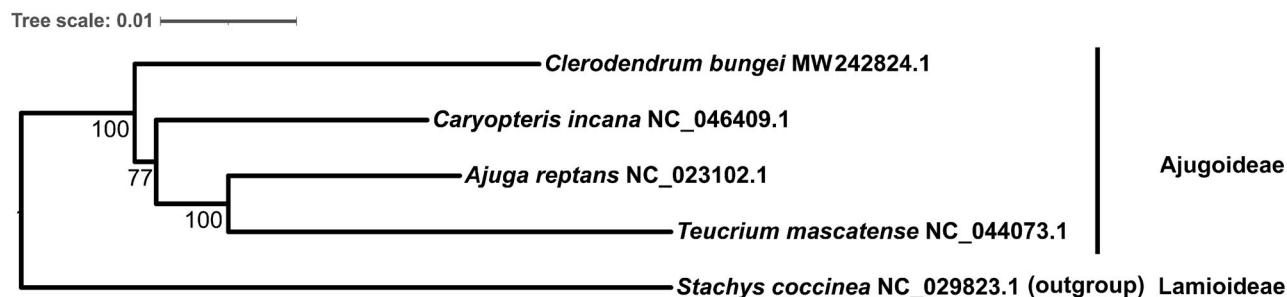 Tree scale: 0.01
Clerodendrum bungei MW242824.1
100
Caryopteris incana NC_046409.1
77
Ajuga reptans NC_023102.1
Ajugoideae
100
Teucrium mascatense NC_044073.1
Stachys coccinea NC_029823.1 (outgroup) Lamioideae